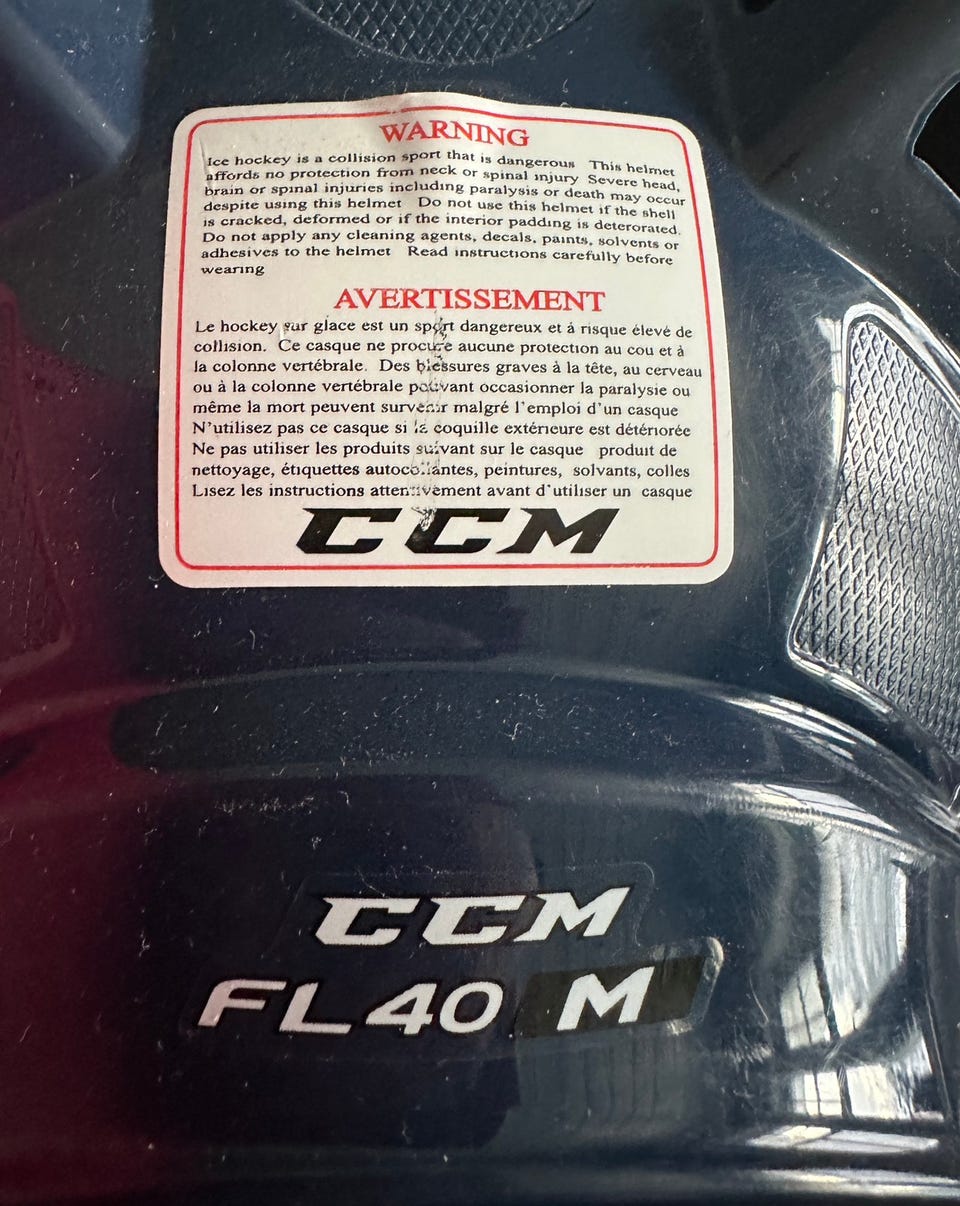 WARNING
Ice hockey is a collision sport that is dangerous This helmet
affords no protection from neck or spinal injury Severe head,
brain or spinal injuries including paralysis or death may occur
despite using this helmet Do not use this helmet if the shell
is cracked, deformed or if the interior padding is deterorated.
Do not apply any cleaning agents, decals, paints, solvents or
adhesives to the helmet Read instructions carefully before
wearing
AVERTISSEMENT
Le hockey sur glace est un sport dangereux et à risque élevé de
collision. Ce casque ne procure aucune protection au cou et à
la colonne vertébrale. Des blessures graves à la tête, au cerveau
ou à la colonne vertébrale pouvant occasionner la paralysie ou
même la mort peuvent survenir malgré l'emploi d'un casque
N'utilisez pas ce casque si la coquille extérieure est détériorée
Ne pas utiliser les produits suivant sur le casque produit de
nettoyage, étiquettes autocollantes, peintures, solvants, colles
Lisez les instructions attentivement avant d'utiliser un casque
CCM
CCM
FL40 M